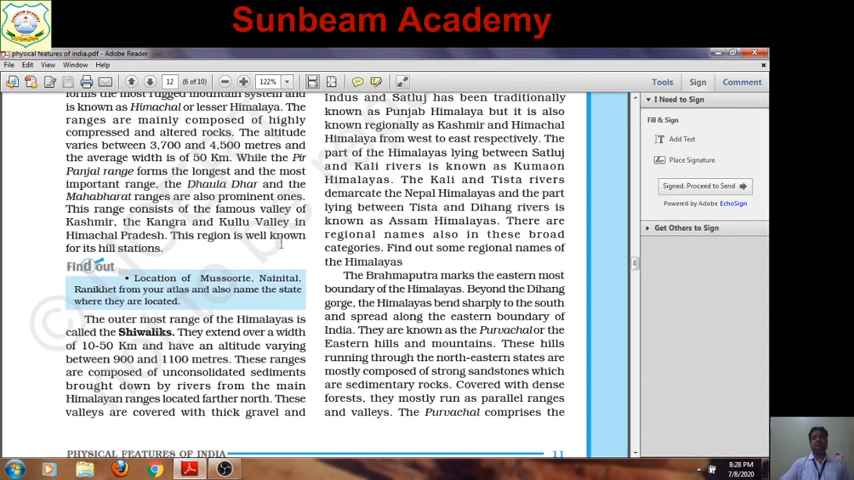 Sunbeam Academy
physical features of india.pdf - Adobe Reader
File Edit View Window Help
12 (6 of 10) 122%
Tools Sign Comment
forms the most rugged mountain system and
is known as Himachal or lesser Himalaya. The
ranges are mainly composed of highly
compressed and altered rocks. The altitude
varies between 3,700 and 4,500 metres and
the average width is of 50 Km. While the Pir
Panjal range forms the longest and the most
important range, the Dhaula Dhar and the
Mahabharat ranges are also prominent ones.
This range consists of the famous valley of
Kashmir, the Kangra and Kullu Valley in
Himachal Pradesh. This region is well known
for its hill stations.
Find out
• Location of Mussoorie, Nainital,
Ranikhet from your atlas and also name the state
where they are located.
The outer most range of the Himalayas is
called the Shiwaliks. They extend over a width
of 10-50 Km and have an altitude varying
between 900 and 1100 metres. These ranges
are composed of unconsolidated sediments
brought down by rivers from the main
Himalayan ranges located farther north. These
valleys are covered with thick gravel and
PHYSICAL FEATURES OF INDIA
Indus and Satluj has been traditionally
known as Punjab Himalaya but it is also
known regionally as Kashmir and Himachal
Himalaya from west to east respectively. The
part of the Himalayas lying between Satluj
and Kali rivers is known as Kumaon
Himalayas. The Kali and Tista rivers
demarcate the Nepal Himalayas and the part
lying between Tista and Dihang rivers is
known as Assam Himalayas. There are
regional names also in these broad
categories. Find out some regional names of
the Himalayas
The Brahmaputra marks the eastern most
boundary of the Himalayas. Beyond the Dihang
gorge, the Himalayas bend sharply to the south
and spread along the eastern boundary of
India. They are known as the Purvachal or the
Eastern hills and mountains. These hills
running through the north-eastern states are
mostly composed of strong sandstones which
are sedimentary rocks. Covered with dense
forests, they mostly run as parallel ranges
and valleys. The Purvachal comprises the
11
I Need to Sign
Fill & Sign
Add Text
Place Signature
Signed. Proceed to Send
Powered by Adobe EchoSign
Get Others to Sign
8:28 PM
7/8/2020